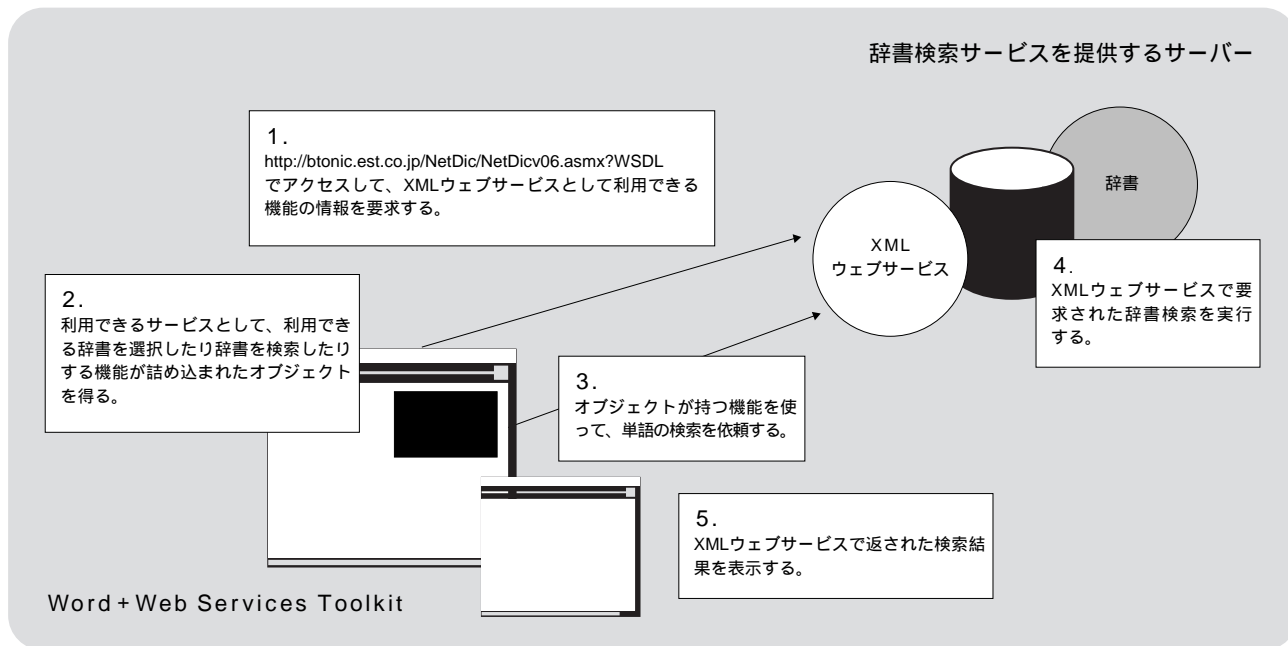 辞書検索サービスを提供するサーバー
1.
http://btonic.est.co.jp/NetDic/NetDicv06.asmx?WSDL
でアクセスして、XMLウェブサービスとして利用できる
機能の情報を要求する。
辞書
XML
ウェブサービス
2.
利用できるサービスとして、利用でき
る辞書を選択したり辞書を検索したり
する機能が詰め込まれたオブジェクト
を得る。
3.
オブジェクトが持つ機能を使
って、単語の検索を依頼する。
4.
XMLウェブサービスで要
求された辞書検索を実行
する。
5.
XMLウェブサービスで返された検索結
果を表示する。
Word+Web Services Toolkit